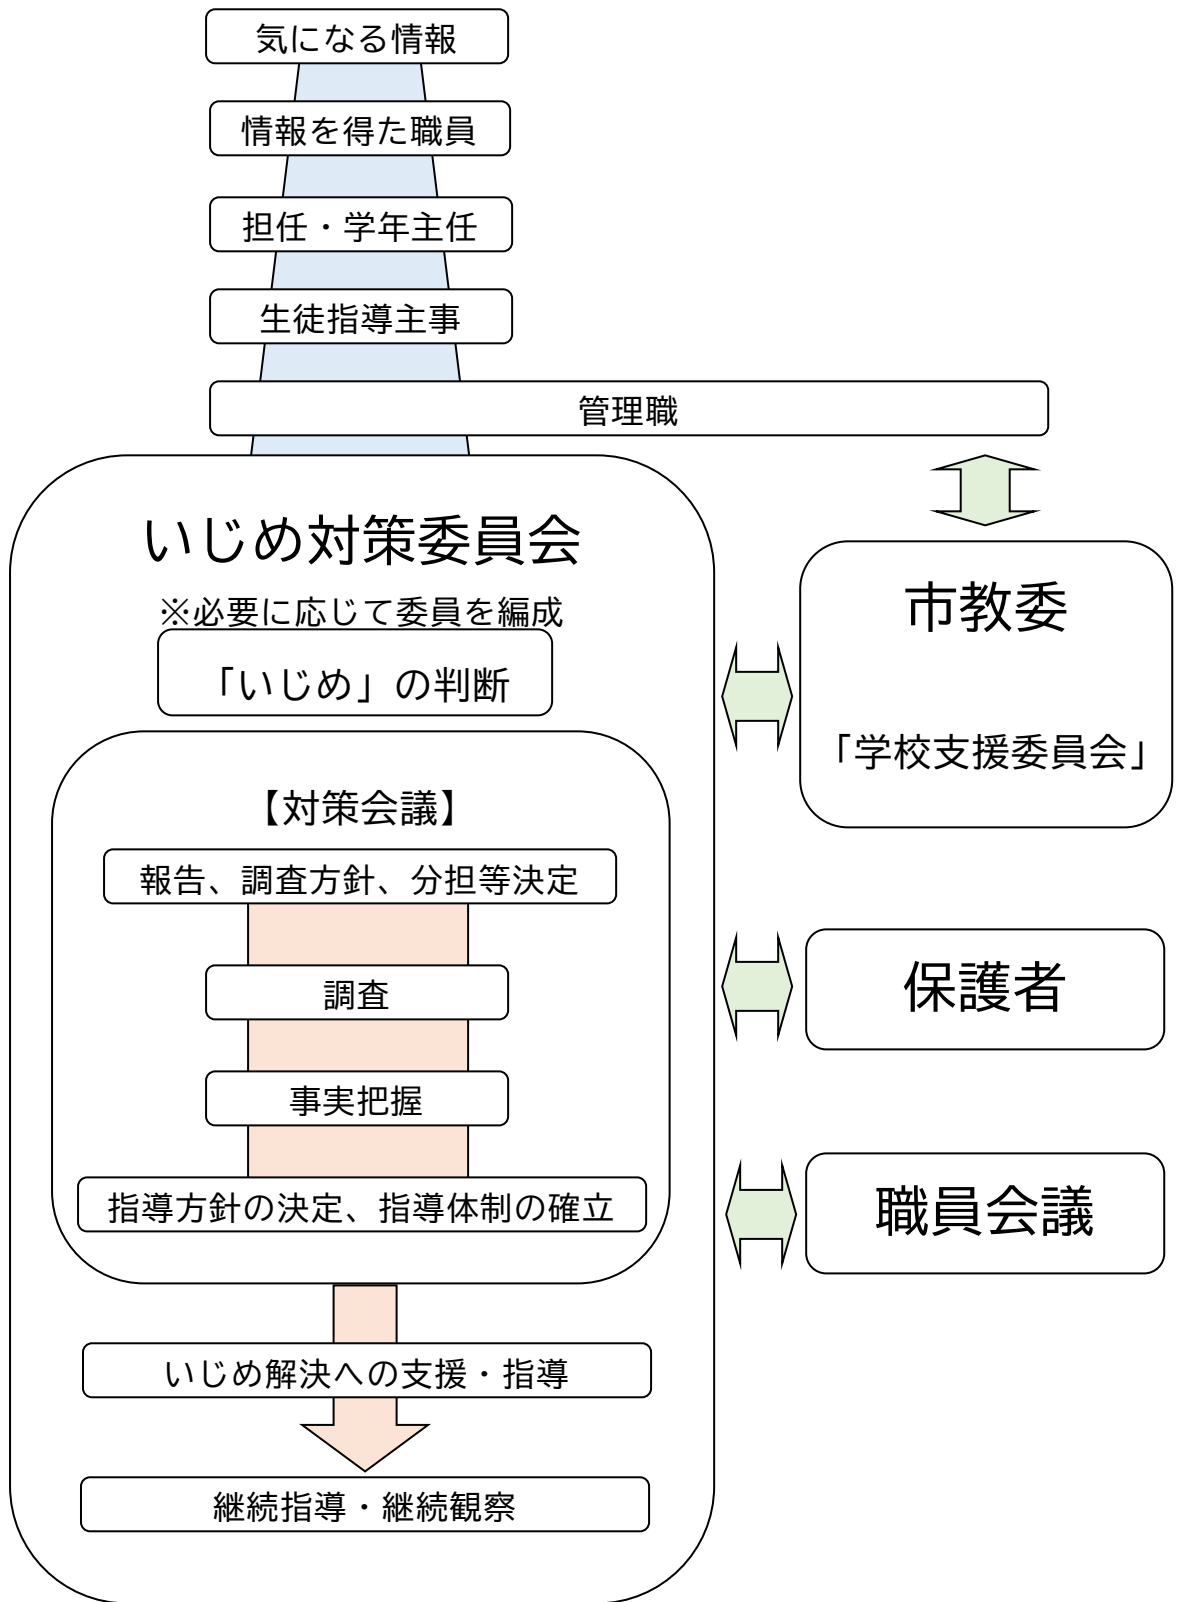 気になる情報
情報を得た職員
担任・学年主任
生徒指導主事
管理職
いじめ対策委員会
※必要に応じて委員を編成
「いじめ」の判断
【対策会議】
報告、調査方針、分担等決定
調査
事実把握
指導方針の決定、指導体制の確立
いじめ解決への支援・指導
継続指導・継続観察
市教委
「学校支援委員会」
保護者
職員会議